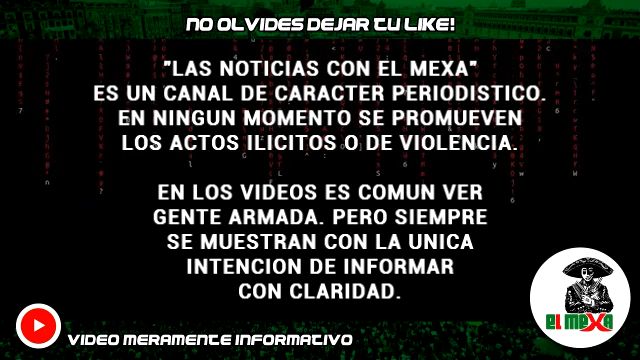 NO OLVIDES DEJAR TU LIKE!
"LAS NOTICIAS CON EL MEXA"
ES UN CANAL DE CARACTER PERIODISTICO.
EN NINGUN MOMENTO SE PROMUEVEN
LOS ACTOS ILICITOS O DE VIOLENCIA.
EN LOS VIDEOS ES COMUN VER
GENTE ARMADA. PERO SIEMPRE
SE MUESTRAN CON LA UNICA
INTENCION DE INFORMAR
CON CLARIDAD.
EL MEXA
VIDEO MERAMENTE INFORMATIVO